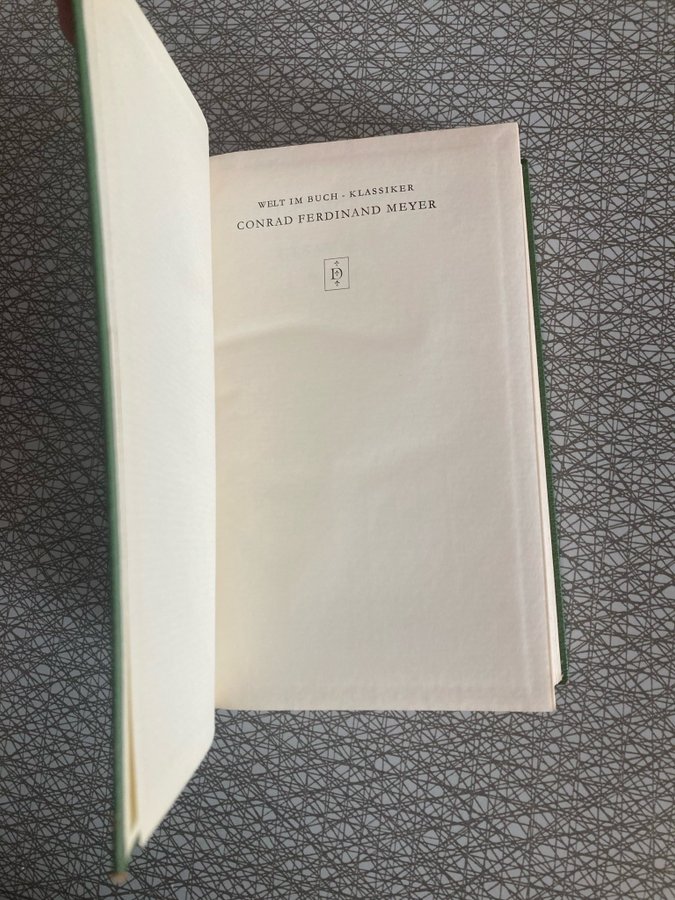 WELT IM BUCH - KLASSIKER
CONRAD FERDINAND MEYER
D